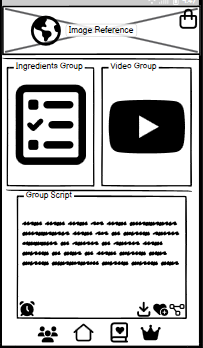 Image Reference
Ingredients Group
Video Group
Group Script